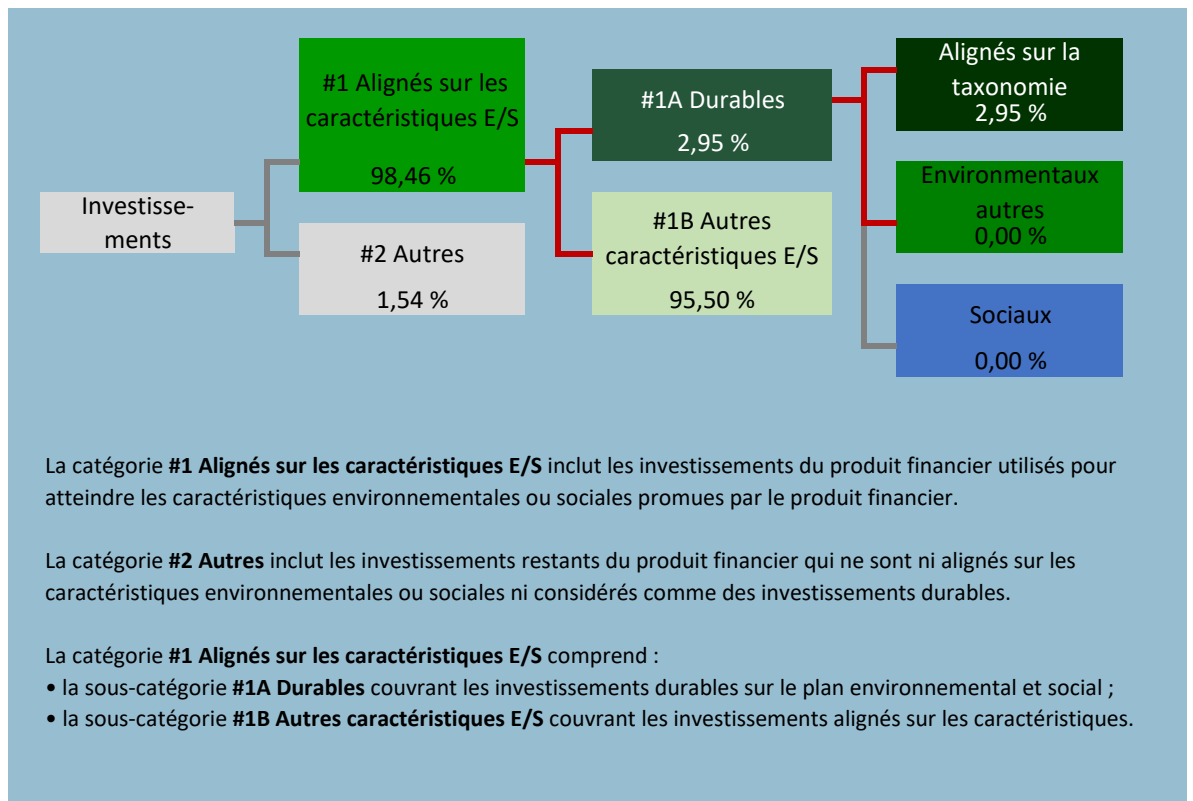 Investisse-
ments
#1 Alignés sur les
caractéristiques E/S
98,46 %
#2 Autres
1,54 %
#1A Durables
2,95 %
#1B Autres
caractéristiques E/S
95,50 %
Alignés sur la
taxonomie
2,95 %
Environmentaux
autres
0,00 %
Sociaux
0,00 %
La catégorie #1 Alignés sur les caractéristiques E/S inclut les investissements du produit financier utilisés pour
atteindre les caractéristiques environnementales ou sociales promues par le produit financier.
La catégorie #2 Autres inclut les investissements restants du produit financier qui ne sont ni alignés sur les
caractéristiques environnementales ou sociales ni considérés comme des investissements durables.
La catégorie #1 Alignés sur les caractéristiques E/S comprend :
• la sous-catégorie #1A Durables couvrant les investissements durables sur le plan environnemental et social ;
• la sous-catégorie #1B Autres caractéristiques E/S couvrant les investissements alignés sur les caractéristiques.